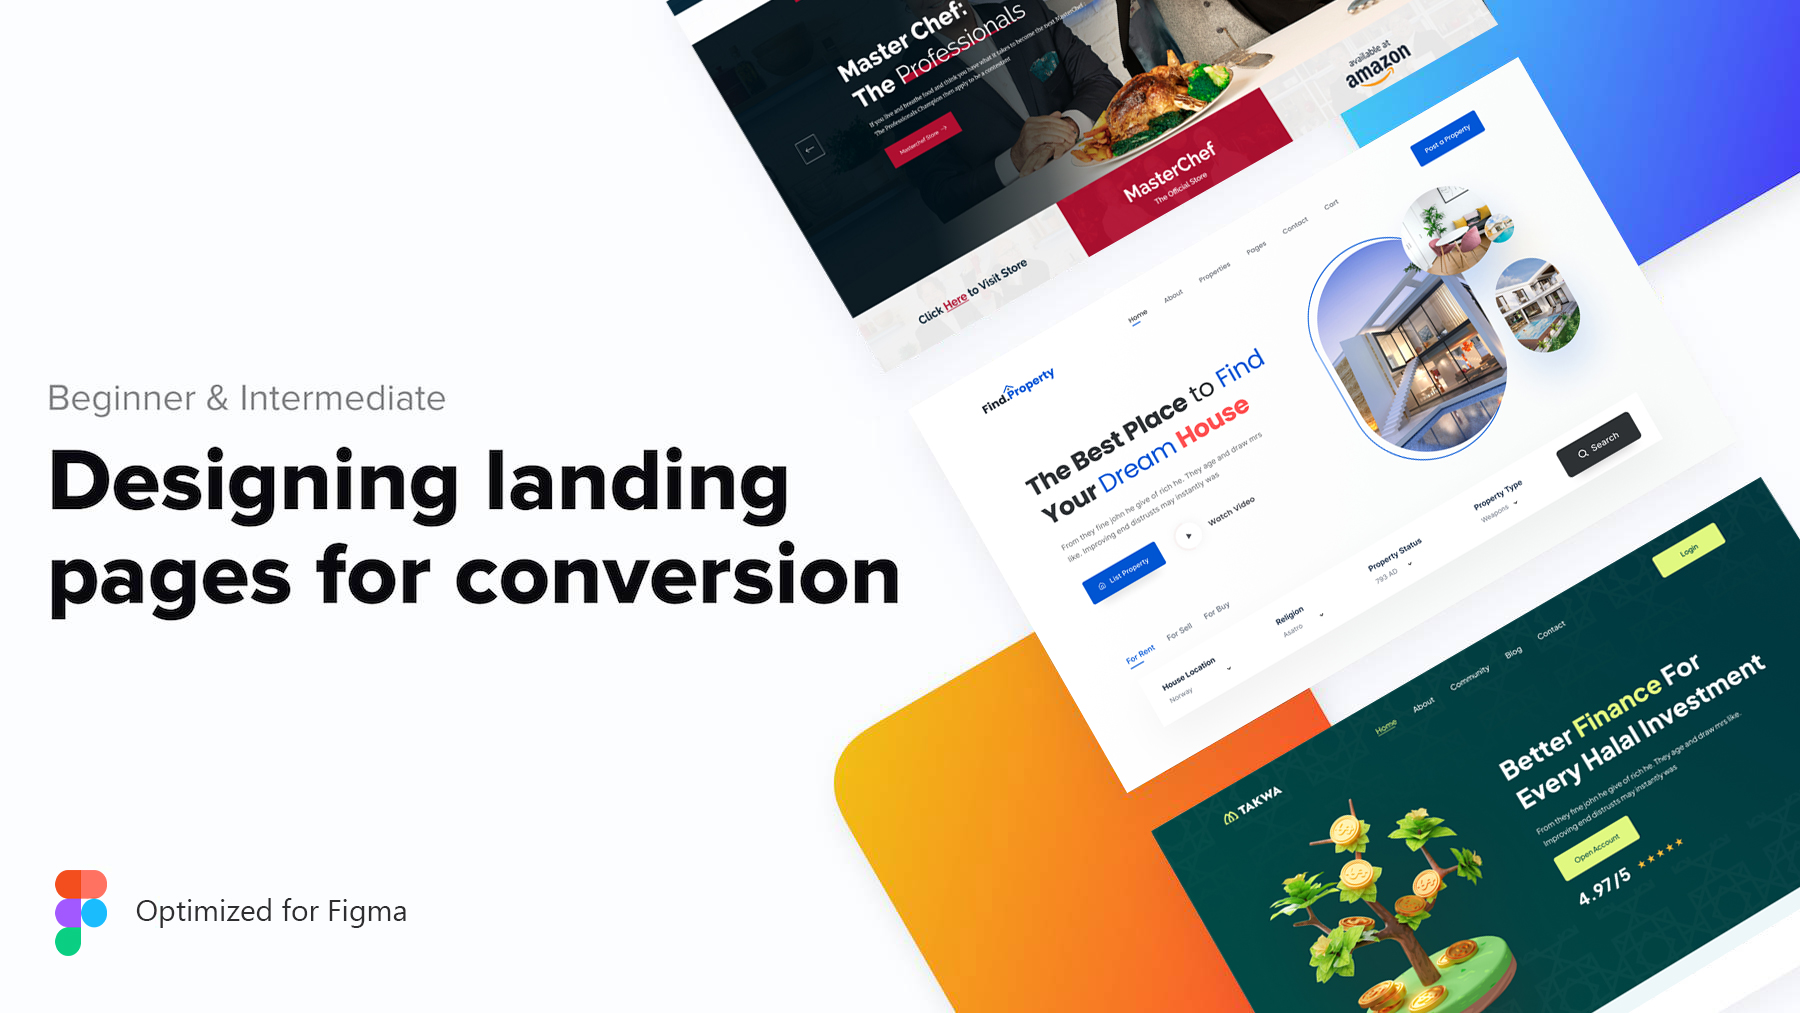 Beginner & Intermediate
Designing landing
pages for conversion
Optimized for Figma
Master Chef:
The Professionals
If you live and breathe food and think you have what it takes to become the next MasterChef:
The Professionals Champion then apply to be a contestant
Masterchef Store
MasterChef
The Official Store
available at
amazon
Click Here to Visit Store
Find.Property
Home
About
Properties
Pages
Contact
Cart
Post a Property
The Best Place to Find
Your Dream House
From they fine john he give of rich he. They age and draw mrs
like. Improving end distrusts may instantly was
List Property
Watch Video
For Rent
For Sell
For Buy
House Location
Norway
Religion
Asatro
Property Status
793 AD
Property Type
Weapons
Search
TAKWA
Home
About
Community
Blog
Contact
Login
Better Finance For
Every Halal Investment
From they fine john he give of rich he. They age and draw mrs like.
Improving end distrusts may instantly was
Open Account
4.97/5